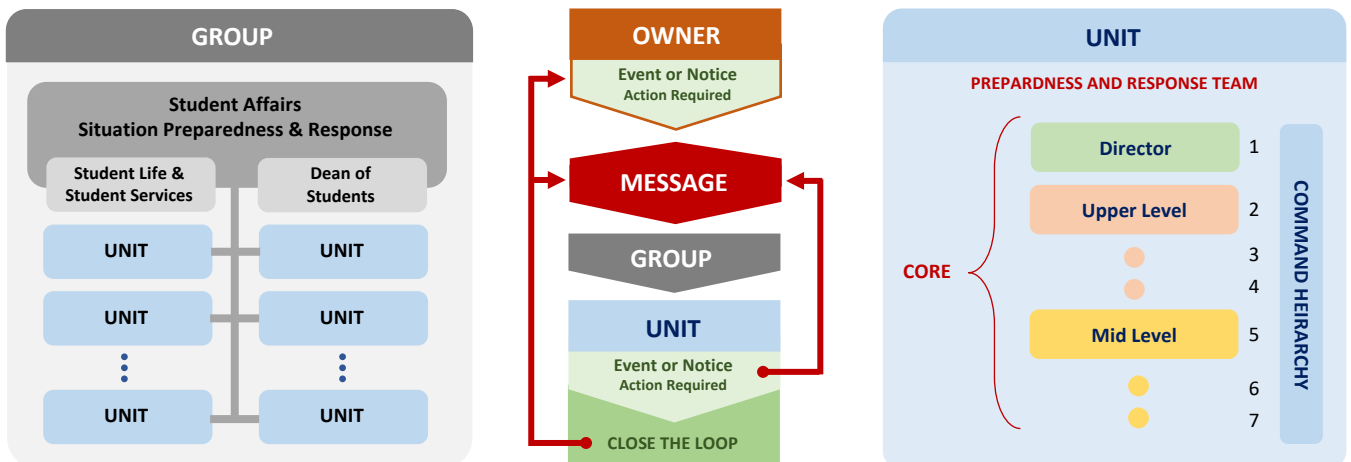 GROUP
Student Affairs
Situation Preparedness & Response
Student Life &
Student Services
Dean of
Students
UNIT
UNIT
UNIT
UNIT
UNIT
UNIT
OWNER
Event or Notice
Action Required
MESSAGE
GROUP
UNIT
Event or Notice
Action Required
CLOSE THE LOOP
UNIT
PREPARDNESS AND RESPONSE TEAM
CORE
Director
1
Upper Level
2
3
4
Mid Level
5
6
7
COMMAND HEIRARCHY